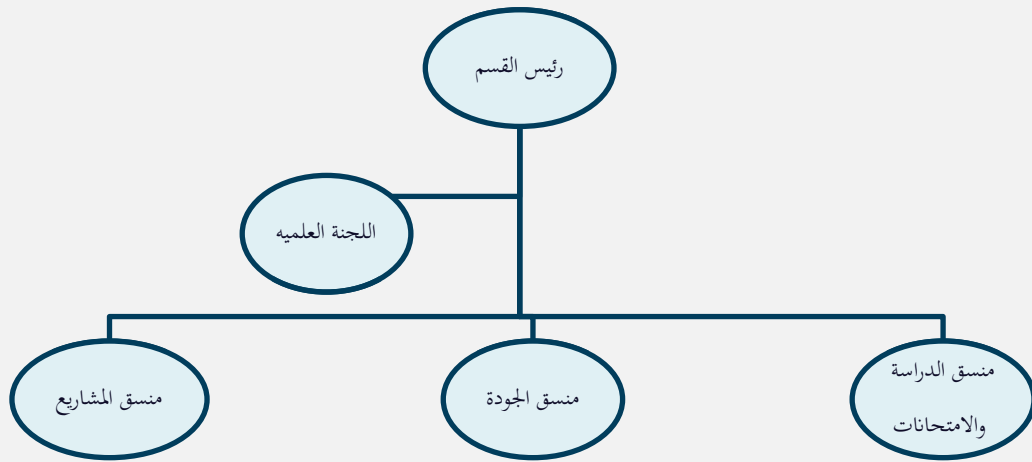 رئيس القسم
اللجنة العلميه
منسق الدراسة
والامتحانات
منسق الجودة
منسق المشاريع